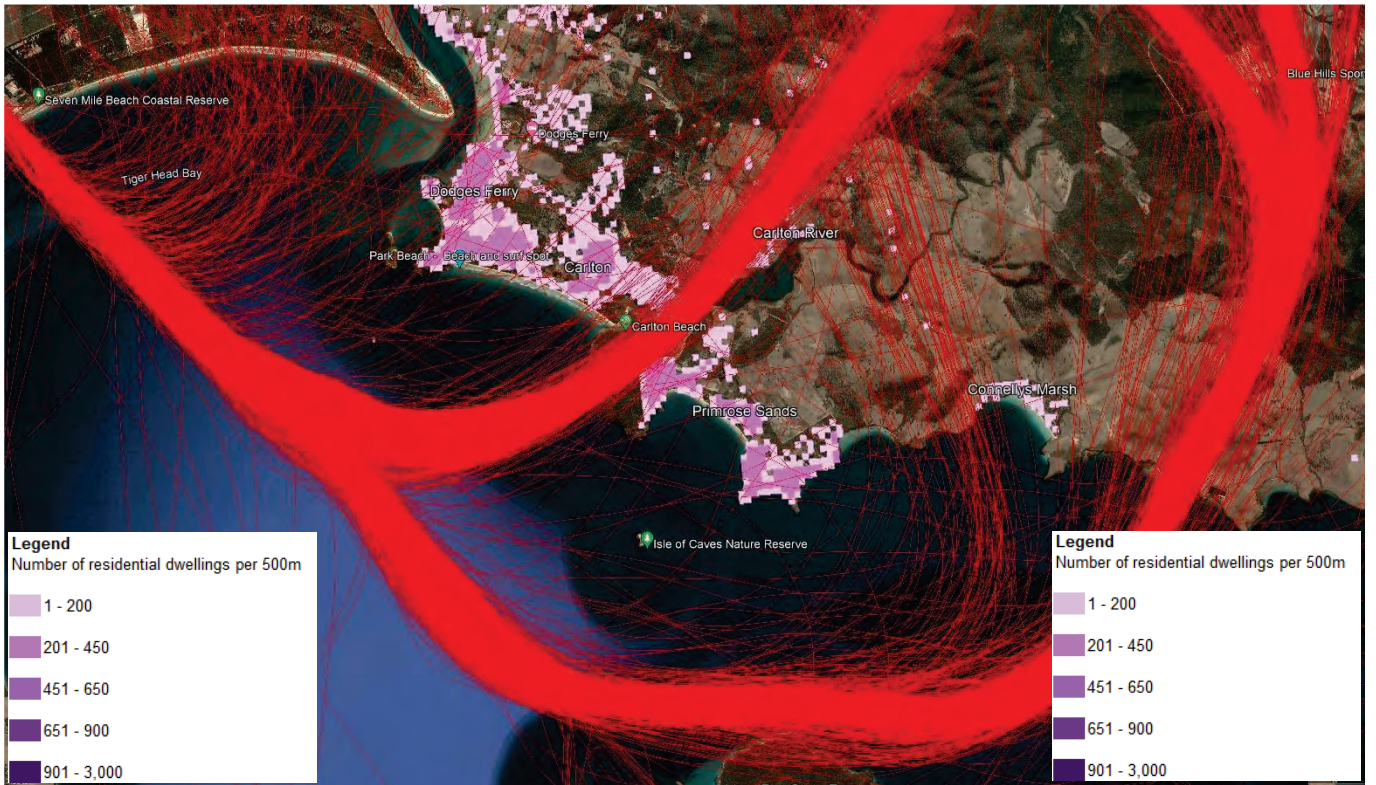 Blue Hills Spor
Seven Mile Beach Coastal Reserve
Dodges Ferry
Tiger Head Bay
Dodges Ferry
Carlton River
Park Beach - Beach and surf spot
Carlton
Carlton Beach
Connellys Marsh
Primrose Sands
Isle of Caves Nature Reserve
Legend
Number of residential dwellings per 500m
1 - 200
201 - 450
451 - 650
651 - 900
901 - 3,000
Legend
Number of residential dwellings per 500m
1 - 200
201 - 450
451 - 650
651 - 900
901 - 3,000